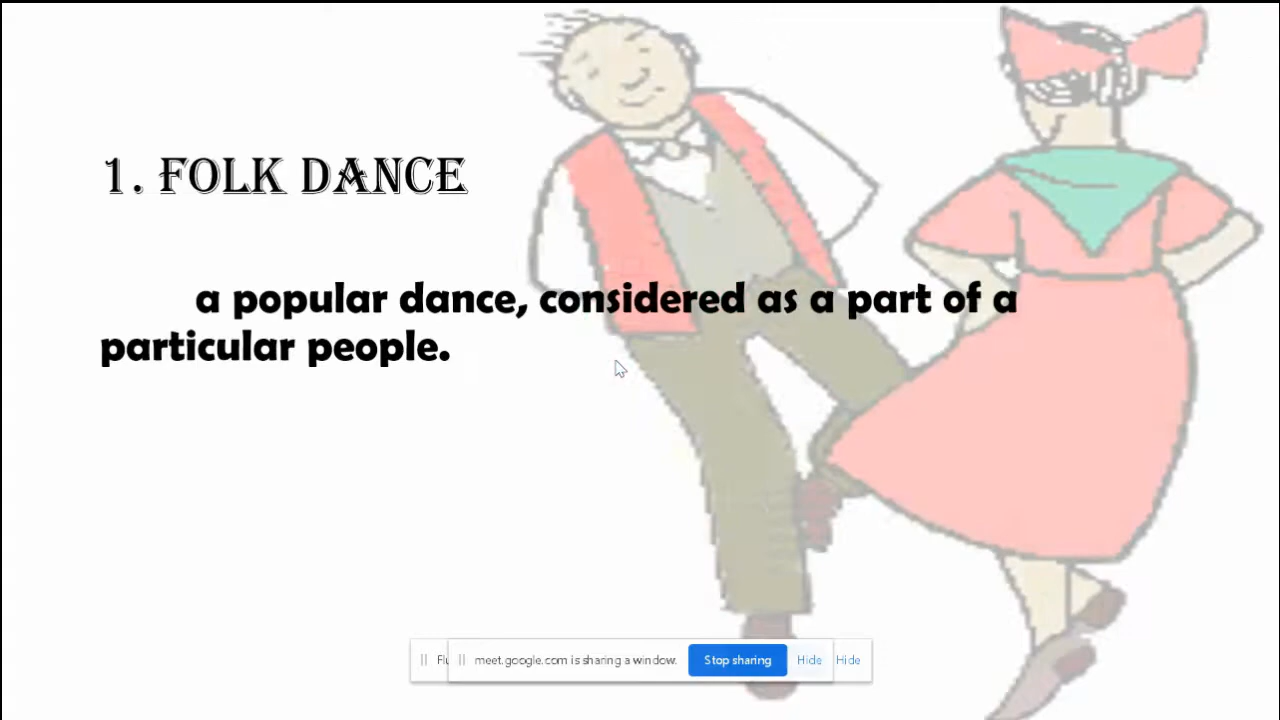 1. FOLK DANCE
a popular dance, considered as a part of a
particular people.
meet.google.com is sharing a window. Stop sharing Hide Hide